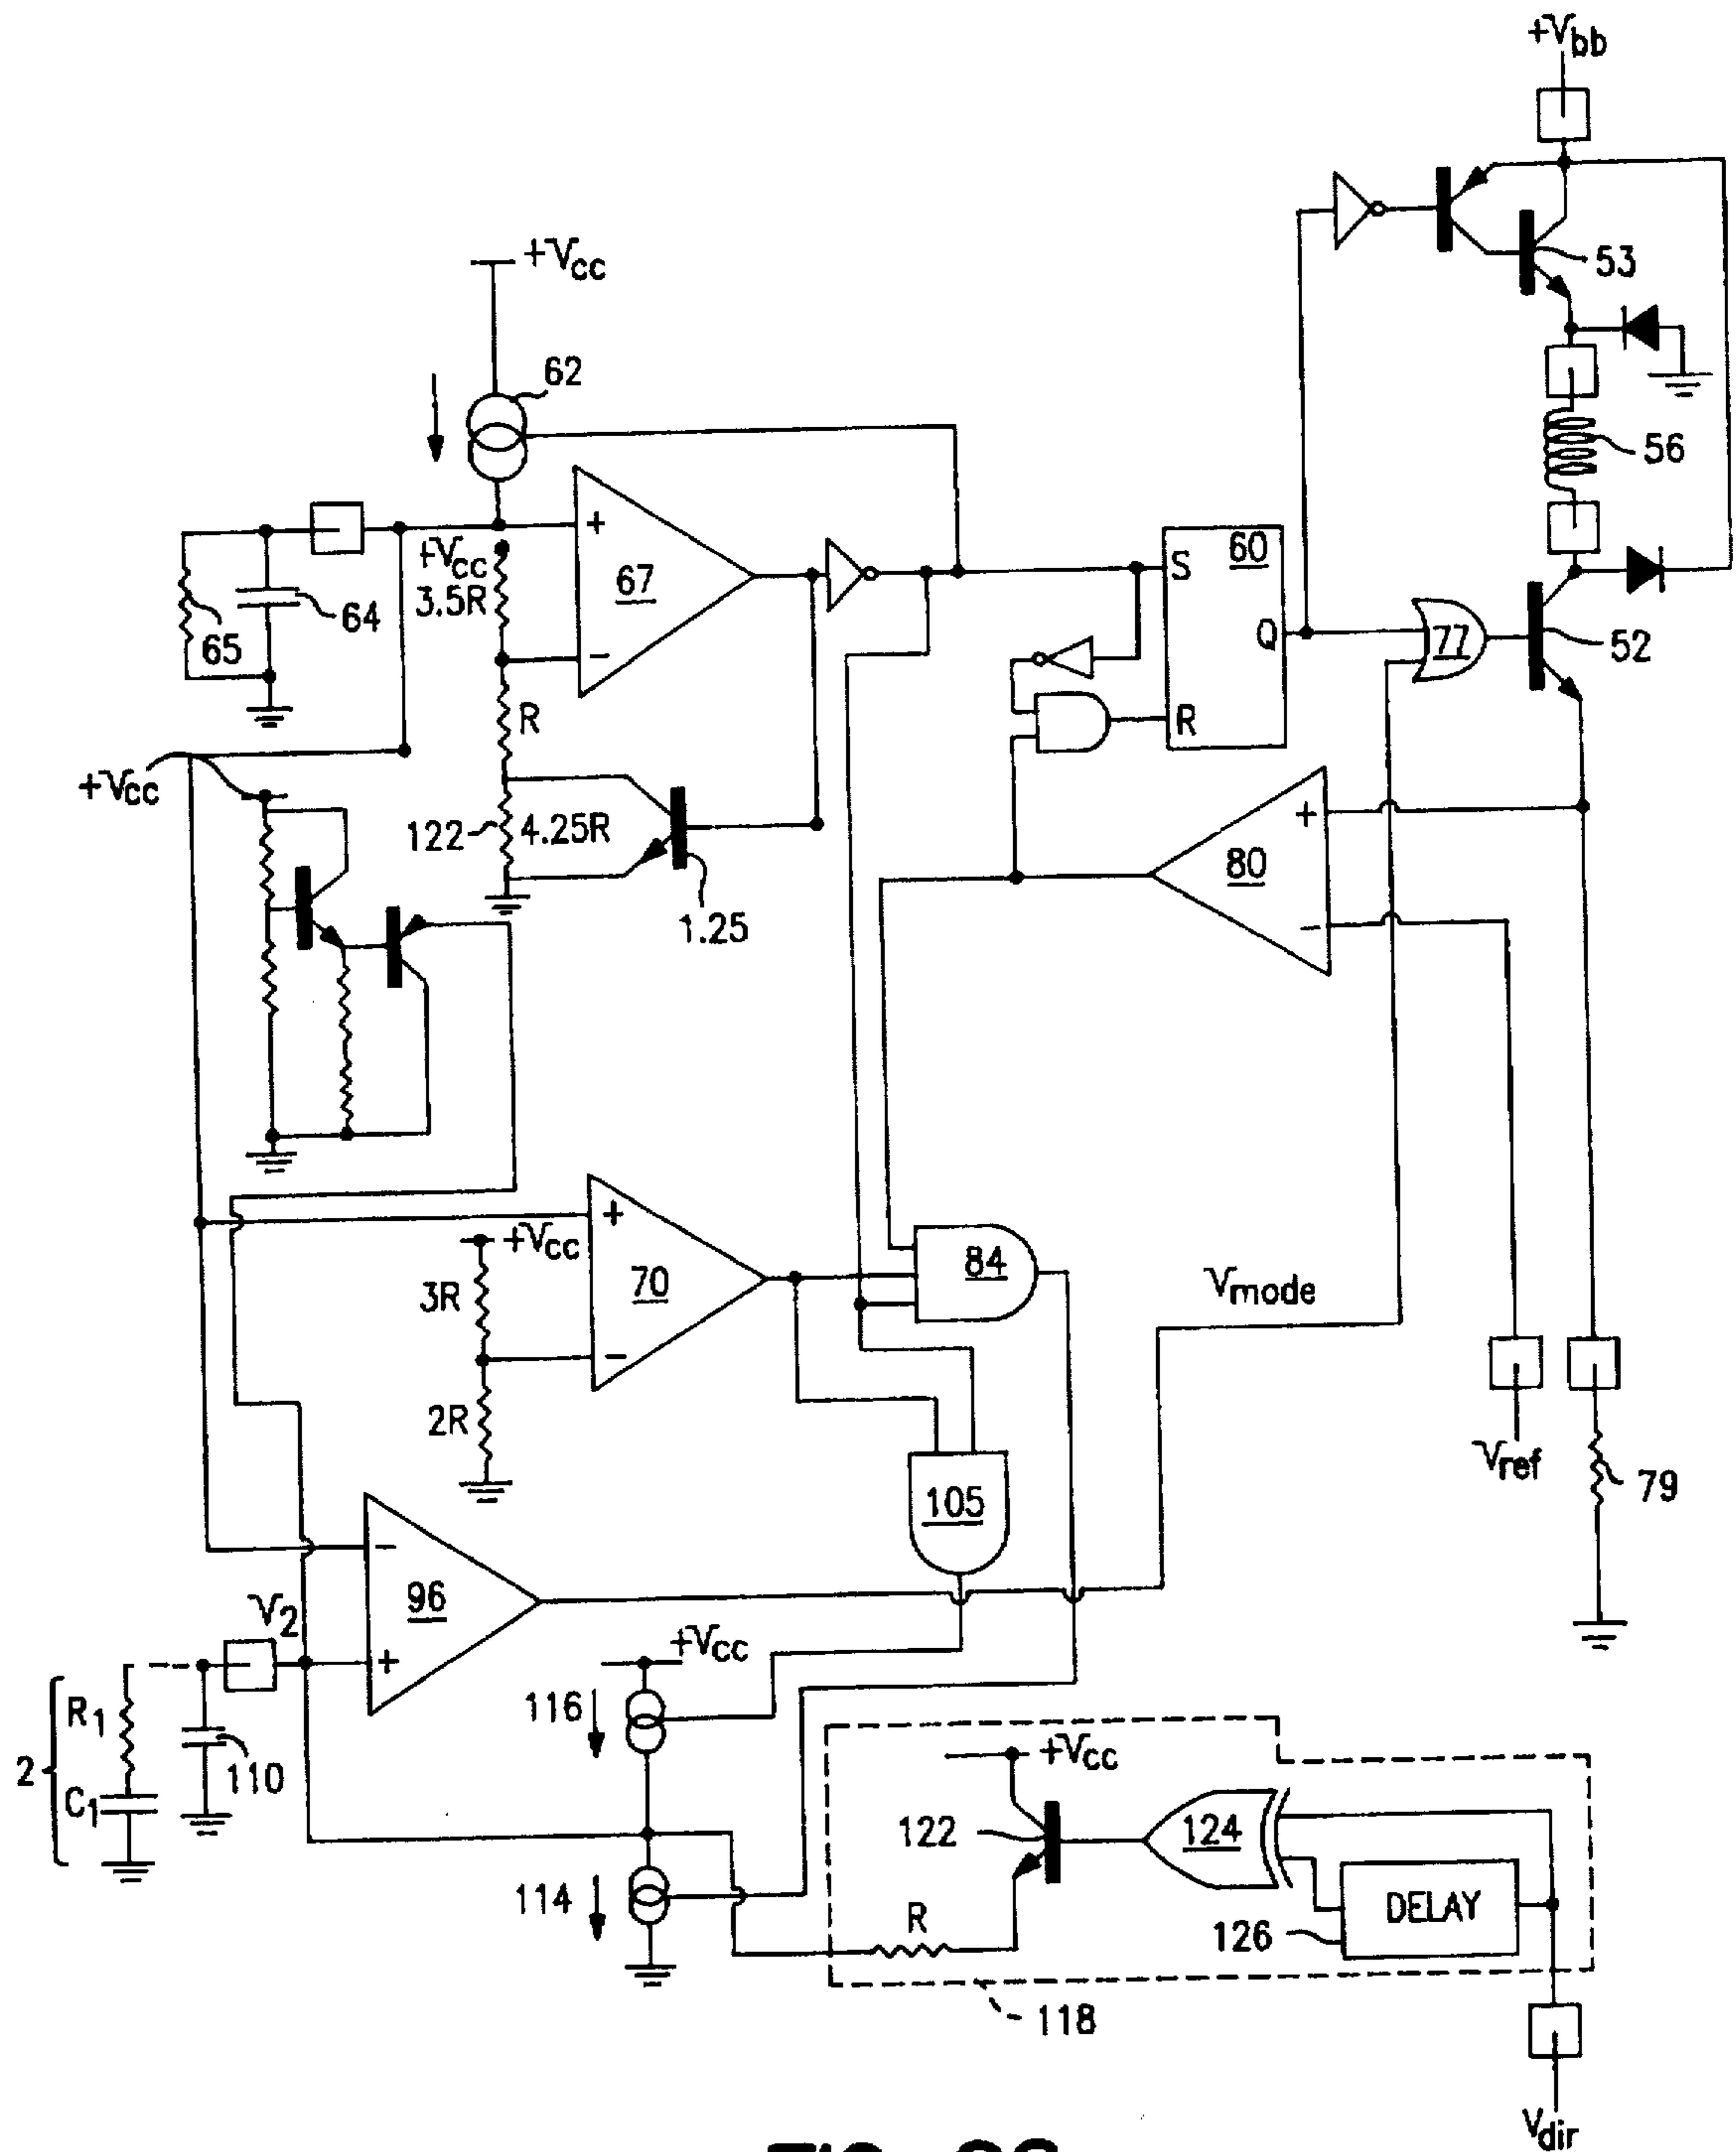 +Vbb
53
+Vcc
62
56
+
+Vcc
3.5R
67
64
65
-
S
60
Q
77
52
R
R
+Vcc
122
4.25R
1.25
+
80
-
+
+Vcc
70
3R
-
2R
84
Vmode
105
Vref
79
-
96
V2
+
2
R1
C1
110
+Vcc
116
114
+Vcc
122
124
R
DELAY
126
118
Vdir